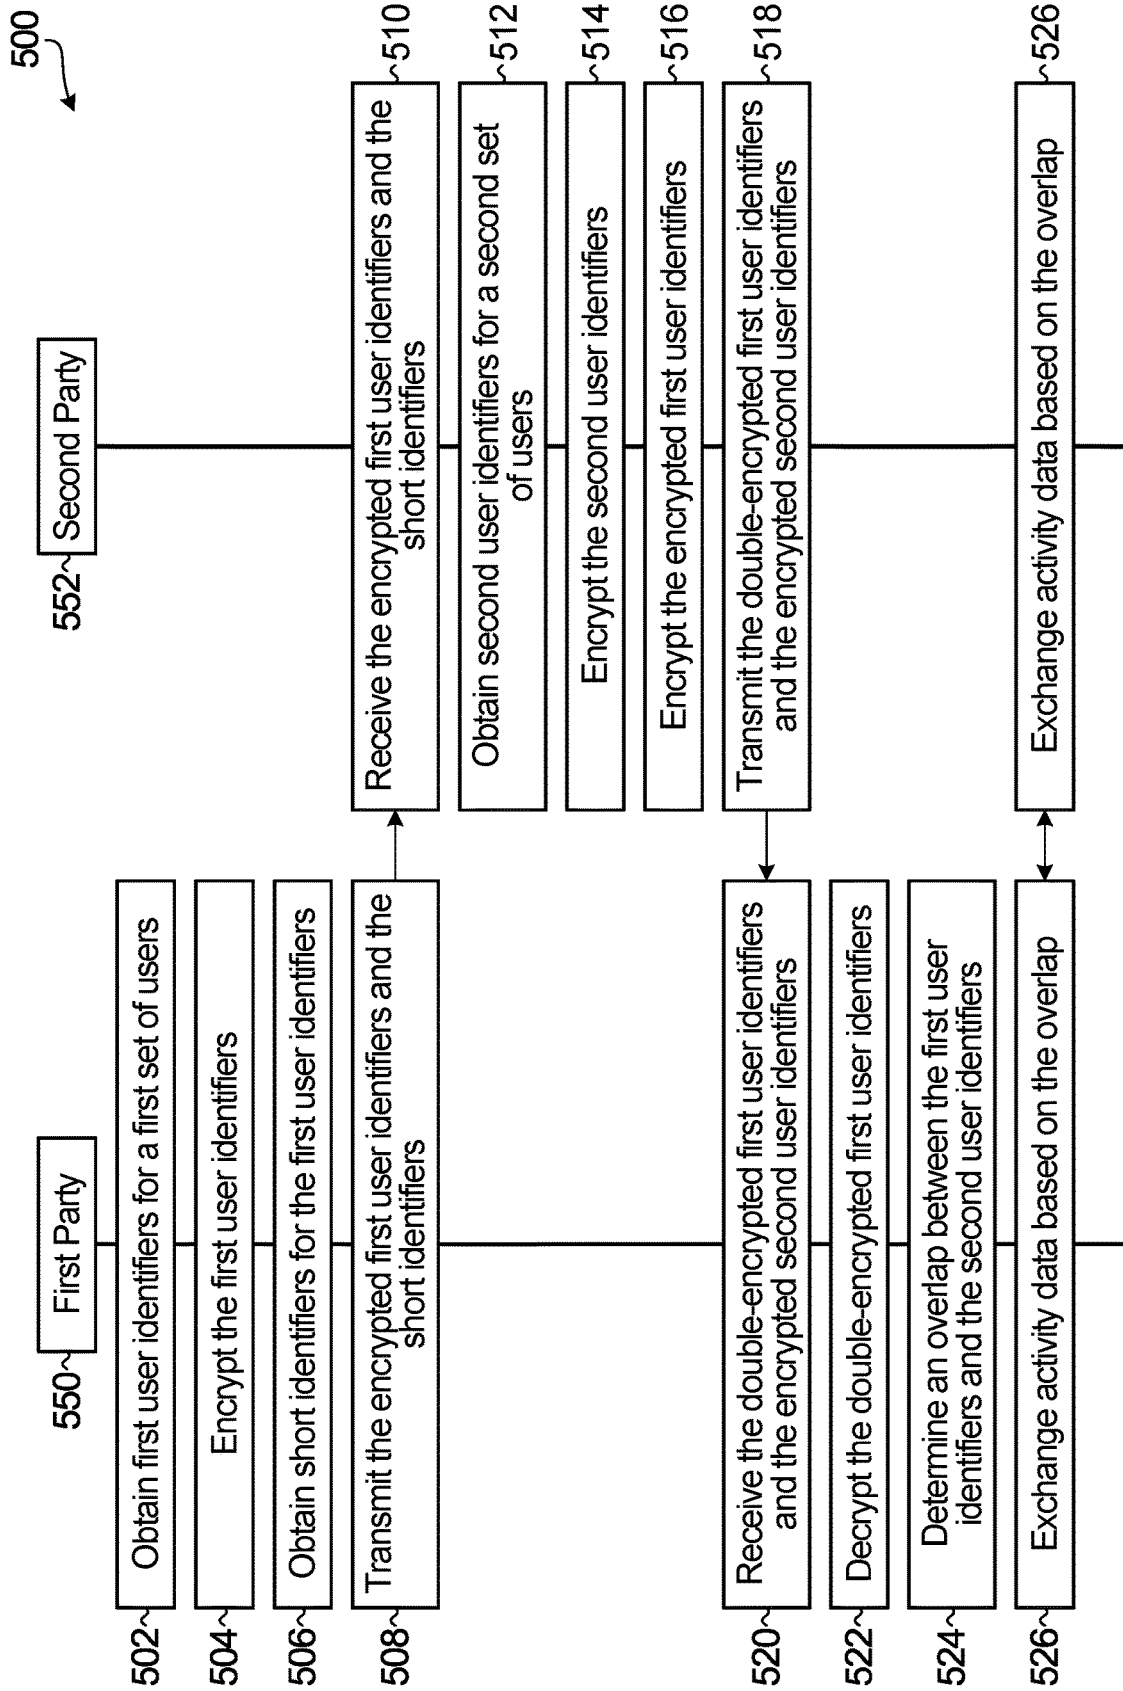 500
550 First Party
552 Second Party
502 Obtain first user identifiers for a first set of users
504 Encrypt the first user identifiers
506 Obtain short identifiers for the first user identifiers
508 Transmit the encrypted first user identifiers and the
short identifiers
Receive the encrypted first user identifiers and the 510
short identifiers
Obtain second user identifiers for a second set 512
of users
Encrypt the second user identifiers 514
Encrypt the encrypted first user identifiers 516
Transmit the double-encrypted first user identifiers 518
and the encrypted second user identifiers
520 Receive the double-encrypted first user identifiers
and the encrypted second user identifiers
522 Decrypt the double-encrypted first user identifiers
524 Determine an overlap between the first user
identifiers and the second user identifiers
526 Exchange activity data based on the overlap
Exchange activity data based on the overlap 526